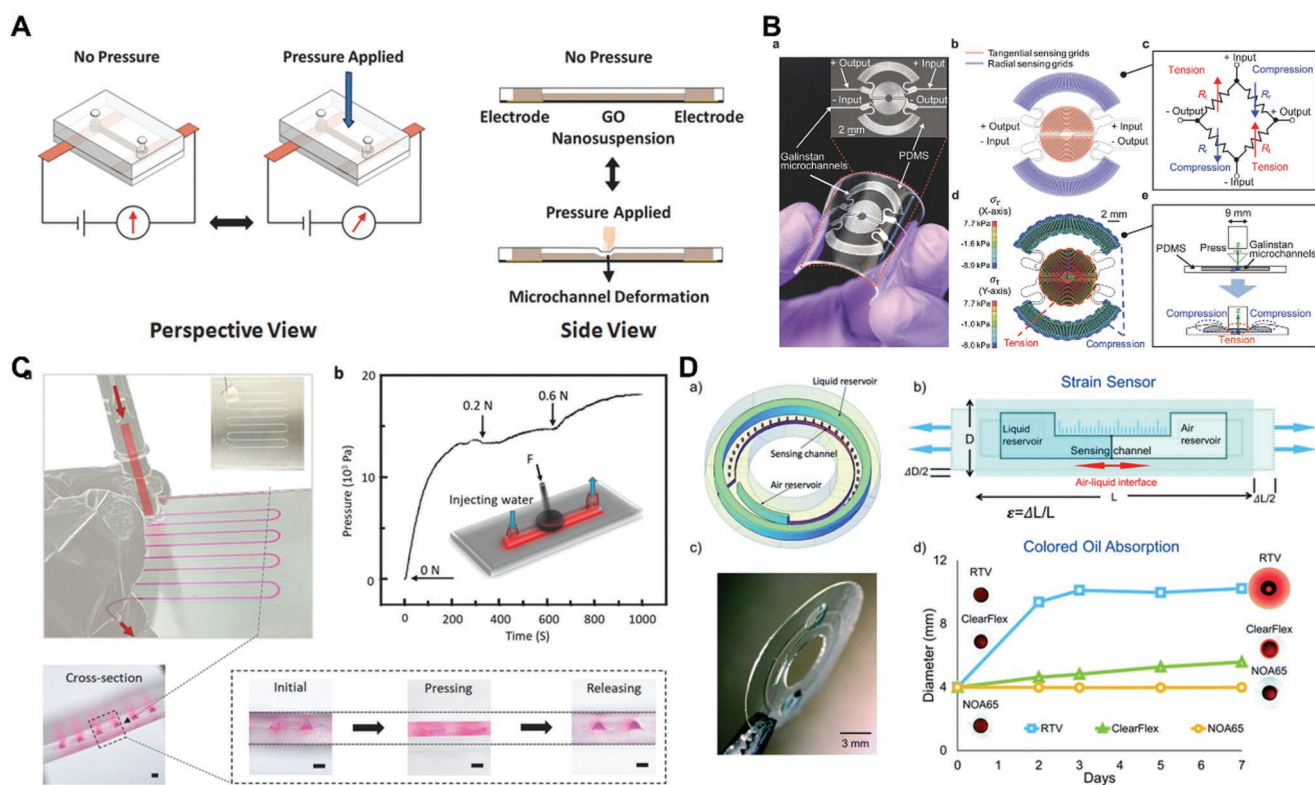 A
No Pressure
Pressure Applied
No Pressure
Electrode
GO
Electrode
Nanosuspension
Pressure Applied
Microchannel Deformation
Perspective View
Side View
B
a
+ Output
+ Input
- Input
- Output
2 mm
Galinstan
microchannels
PDMS
b
Tangential sensing grids
Radial sensing grids
+ Output
- Input
+ Input
- Output
c
+ Input
Tension
Compression
Rt
Rr
- Output
+ Output
Rr
Rt
Compression
Tension
- Input
d
σr
(X-axis)
7.7 kPa
-1.6 kPa
-8.9 kPa
σt
(Y-axis)
7.7 kPa
-1.0 kPa
-8.0 kPa
2 mm
Tension
Compression
e
9 mm
PDMS
Press
Galinstan
microchannels
Z
Compression
Compression
Z
Tension
C
a
Cross-section
b
Pressure (10³ Pa)
20
10
0
0.2 N
0.6 N
F
Injecting water
0 N
0
200
400
600
800
1000
Time (S)
Initial
Pressing
Releasing
D
a)
Liquid reservoir
Sensing channel
Air reservoir
b)
Strain Sensor
D
Liquid
reservoir
Air
reservoir
Sensing channel
Air-liquid interface
ΔD/2
L
ΔL/2
ε=ΔL/L
c)
3 mm
d)
Colored Oil Absorption
Diameter (mm)
12
8
4
0
RTV
ClearFlex
NOA65
RTV
ClearFlex
NOA65
RTV
ClearFlex
NOA65
0
1
2
3
4
5
6
7
Days